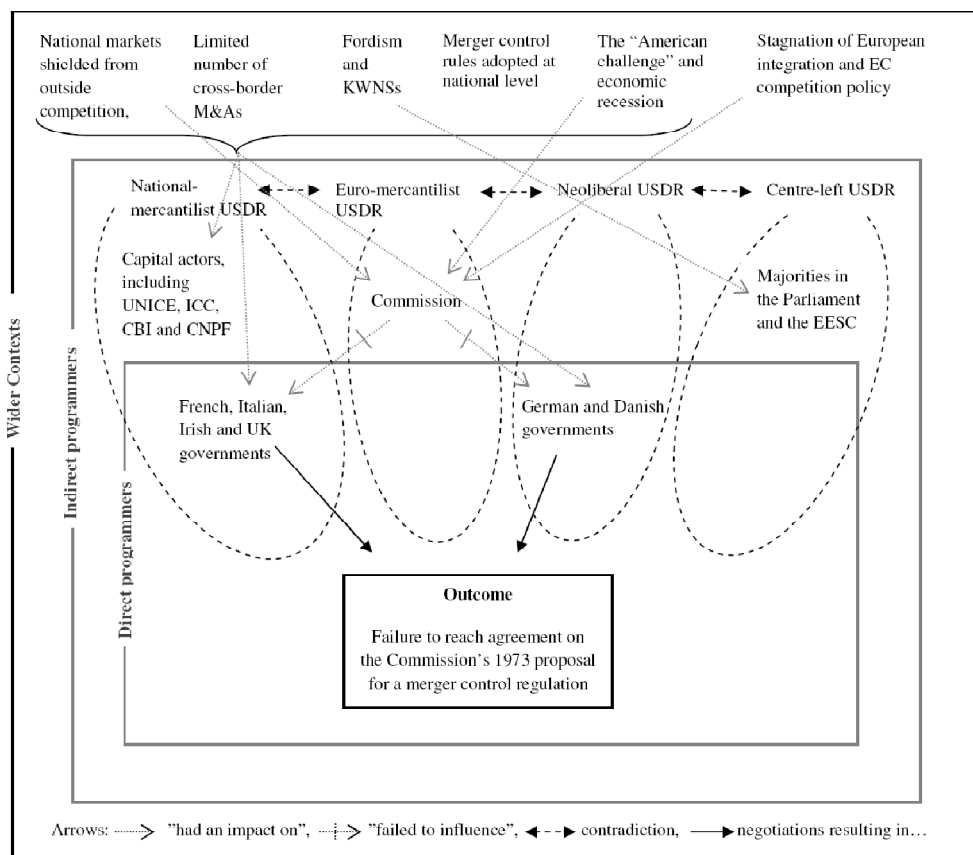 National markets
shielded from
outside
competition,
Limited
number of
cross-border
M&As
Fordism
and
KWNSs
Merger control
rules adopted at
national level
The “American
challenge” and
economic
recession
Stagnation of European
integration and EC
competition policy
National-
mercantilist USDR
Euro-mercantilist
USDR
Neoliberal USDR
Centre-left USDR
Capital actors,
including
UNICE, ICC,
CBI and CNPF
Commission
Majorities in
the Parliament
and the EESC
French, Italian,
Irish and UK
governments
German and Danish
governments
Wider Contexts
Indirect programmers
Direct programmers
Outcome
Failure to reach agreement on
the Commission’s 1973 proposal
for a merger control regulation
Arrows: ”had an impact on”, ”failed to influence”, contradiction, negotiations resulting in…